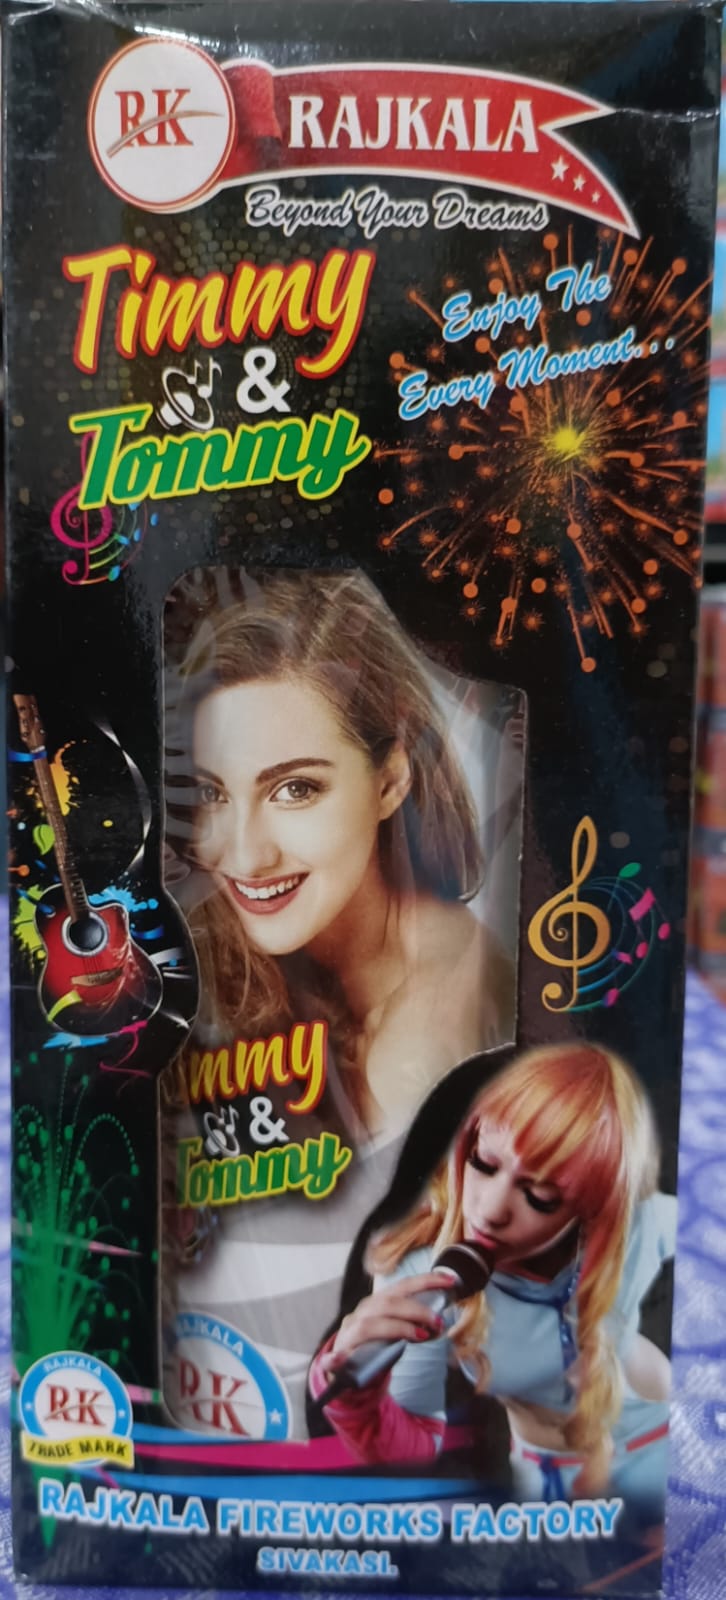 RK RAJKALA
Beyond Your Dreams
Timmy
&
Tommy
Enjoy The
Every Moment...
mmy
&
Tommy
RAJKALA
RK
RAJKALA
RK
TRADE MARK
RAJKALA FIREWORKS FACTORY
SIVAKASI.